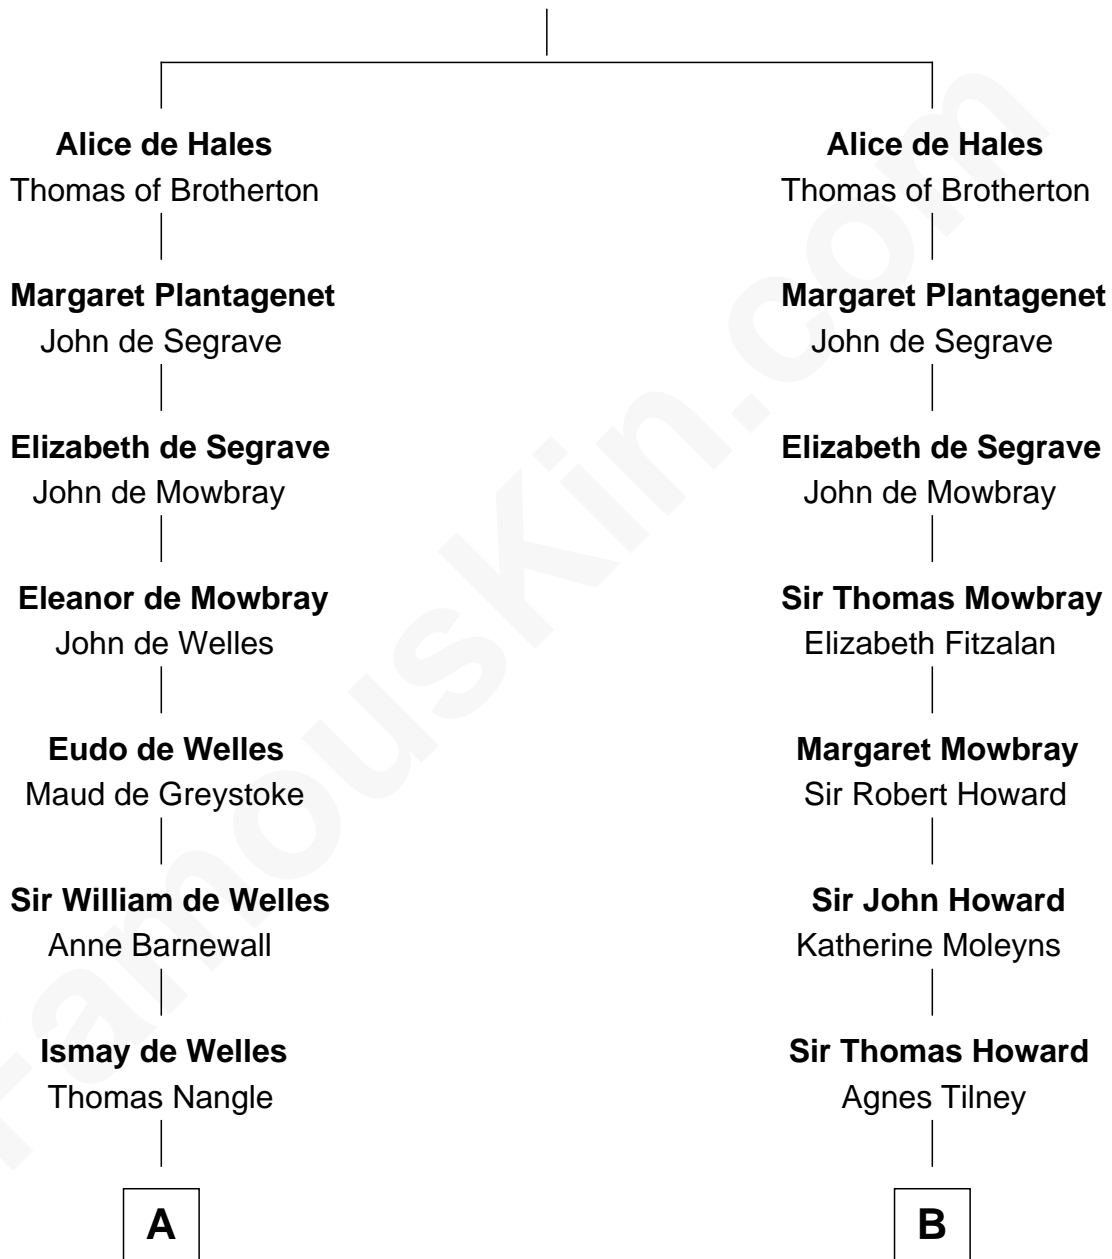 Alice de Hales
Thomas of Brotherton
Margaret Plantagenet
John de Segrave
Elizabeth de Segrave
John de Mowbray
Eleanor de Mowbray
John de Welles
Eudo de Welles
Maud de Greystoke
Sir William de Welles
Anne Barnewall
Ismay de Welles
Thomas Nangle
A
Alice de Hales
Thomas of Brotherton
Margaret Plantagenet
John de Segrave
Elizabeth de Segrave
John de Mowbray
Sir Thomas Mowbray
Elizabeth Fitzalan
Margaret Mowbray
Sir Robert Howard
Sir John Howard
Katherine Moleyns
Sir Thomas Howard
Agnes Tilney
B
FamousKin.com